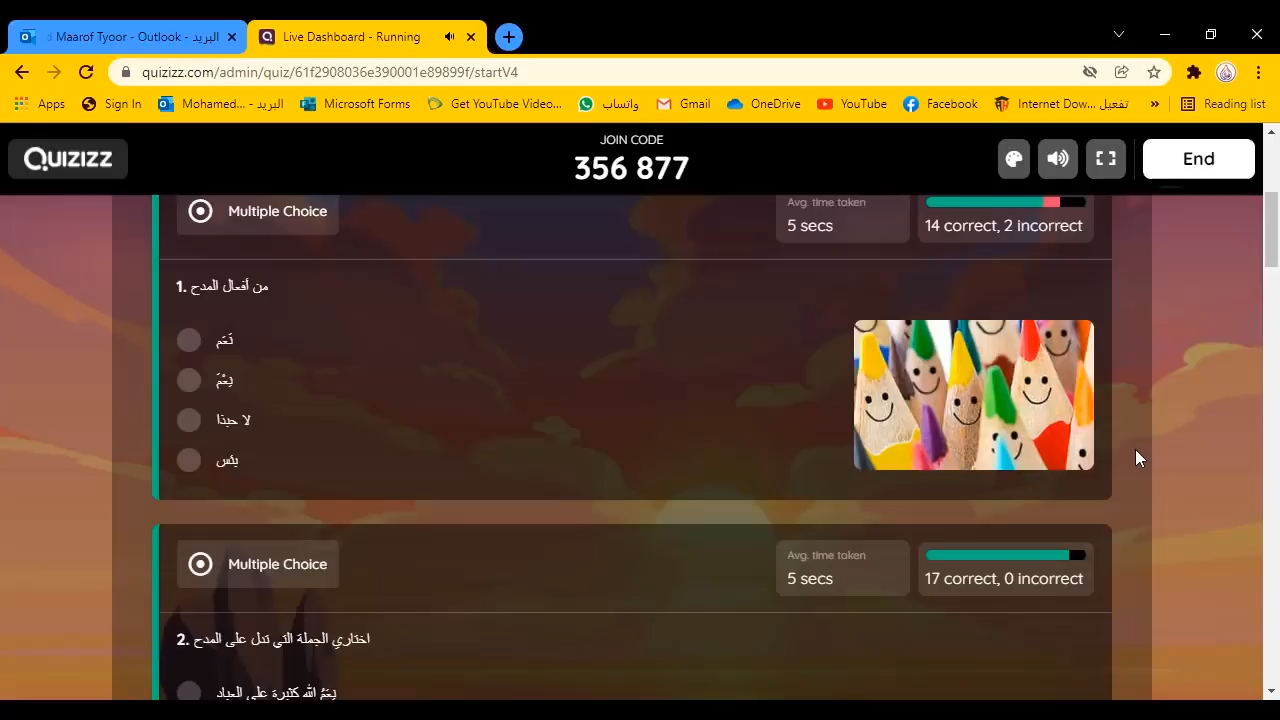 Maarof Tyoor - Outlook - البريد
Live Dashboard - Running
quizizz.com/admin/quiz/61f2908036e390001e89899f/startV4
Apps
Sign In
Mohamed... - البريد
Microsoft Forms
Get YouTube Video...
واتساب
Gmail
OneDrive
YouTube
Facebook
Internet Dow... تفعيل
»
Reading list
QUIZIZZ
JOIN CODE
356 877
End
Multiple Choice
Avg. time taken
5 secs
14 correct, 2 incorrect
1. من أفعال المدح
نَعَم
نِعْمَ
لا حبذا
بئس
Multiple Choice
Avg. time taken
5 secs
17 correct, 0 incorrect
2. اختاري الجملة التي تدل على المدح
نِعَمُ الله كثيرة على العباد